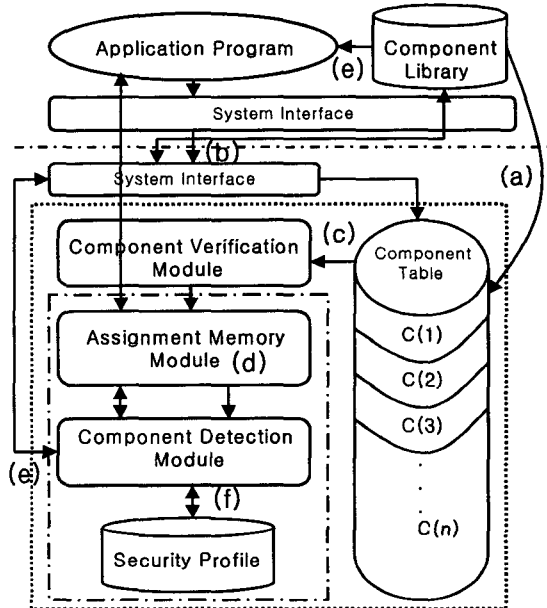 Application Program
(e)
Component
Library
System Interface
(b)
System Interface
(a)
Component Verification
Module
(c)
Component
Table
Assignment Memory
Module (d)
C(1)
C(2)
C(3)
Component Detection
Module
(e)
(f)
.
.
.
C(n)
Security Profile